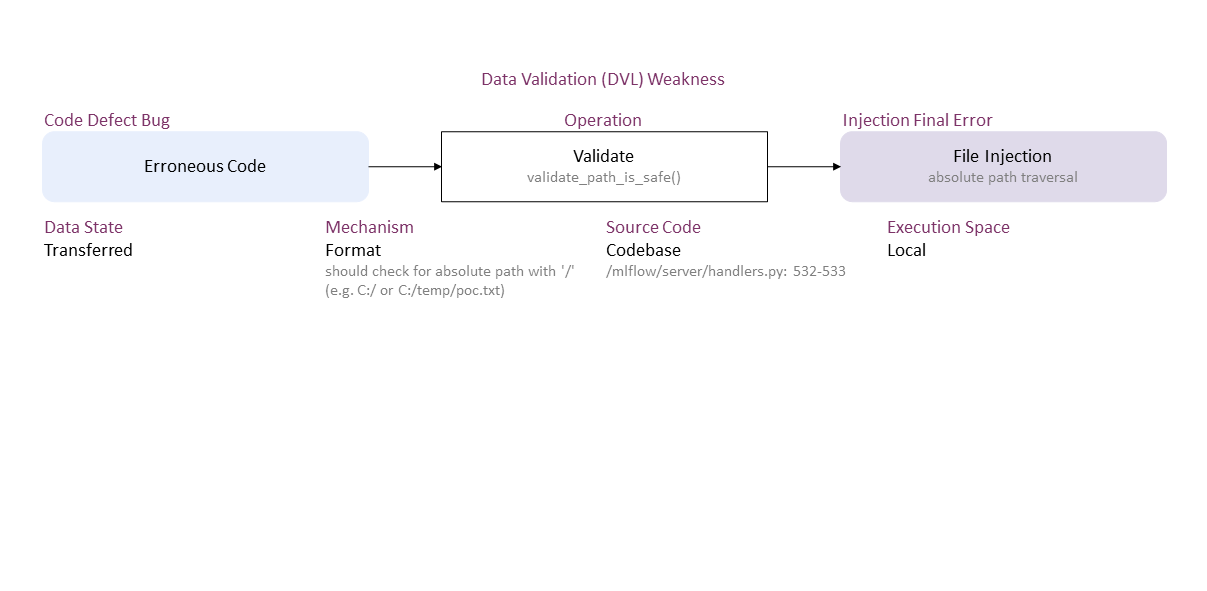 Data Validation (DVL) Weakness
Code Defect Bug
Operation
Injection Final Error
Erroneous Code
Validate
validate_path_is_safe()
File Injection
absolute path traversal
Data State
Transferred
Mechanism
Format
should check for absolute path with '/'
(e.g. C:/ or C:/temp/poc.txt)
Source Code
Codebase
/mlflow/server/handlers.py: 532-533
Execution Space
Local